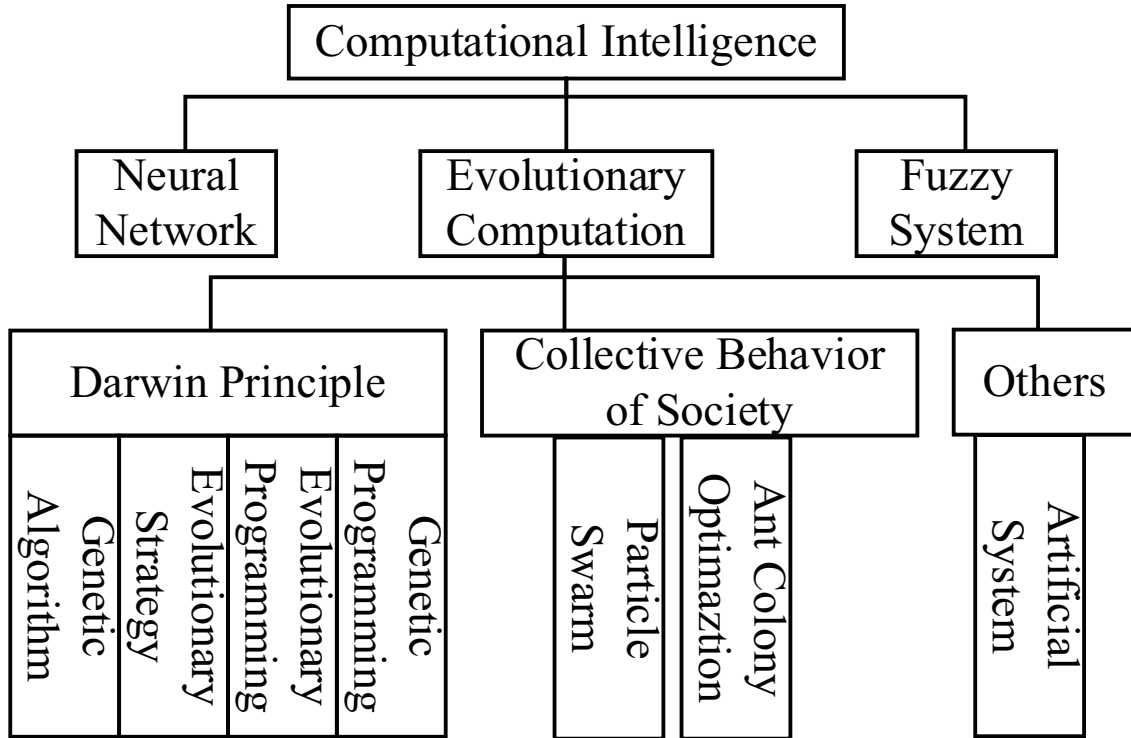 Computational Intelligence
Neural
Network
Evolutionary
Computation
Fuzzy
System
Darwin Principle
Collective Behavior
of Society
Others
Genetic
Algorithm
Evolutionary
Strategy
Evolutionary
Programming
Genetic
Programming
Particle
Swarm
Ant Colony
Optimaztion
Artificial
System